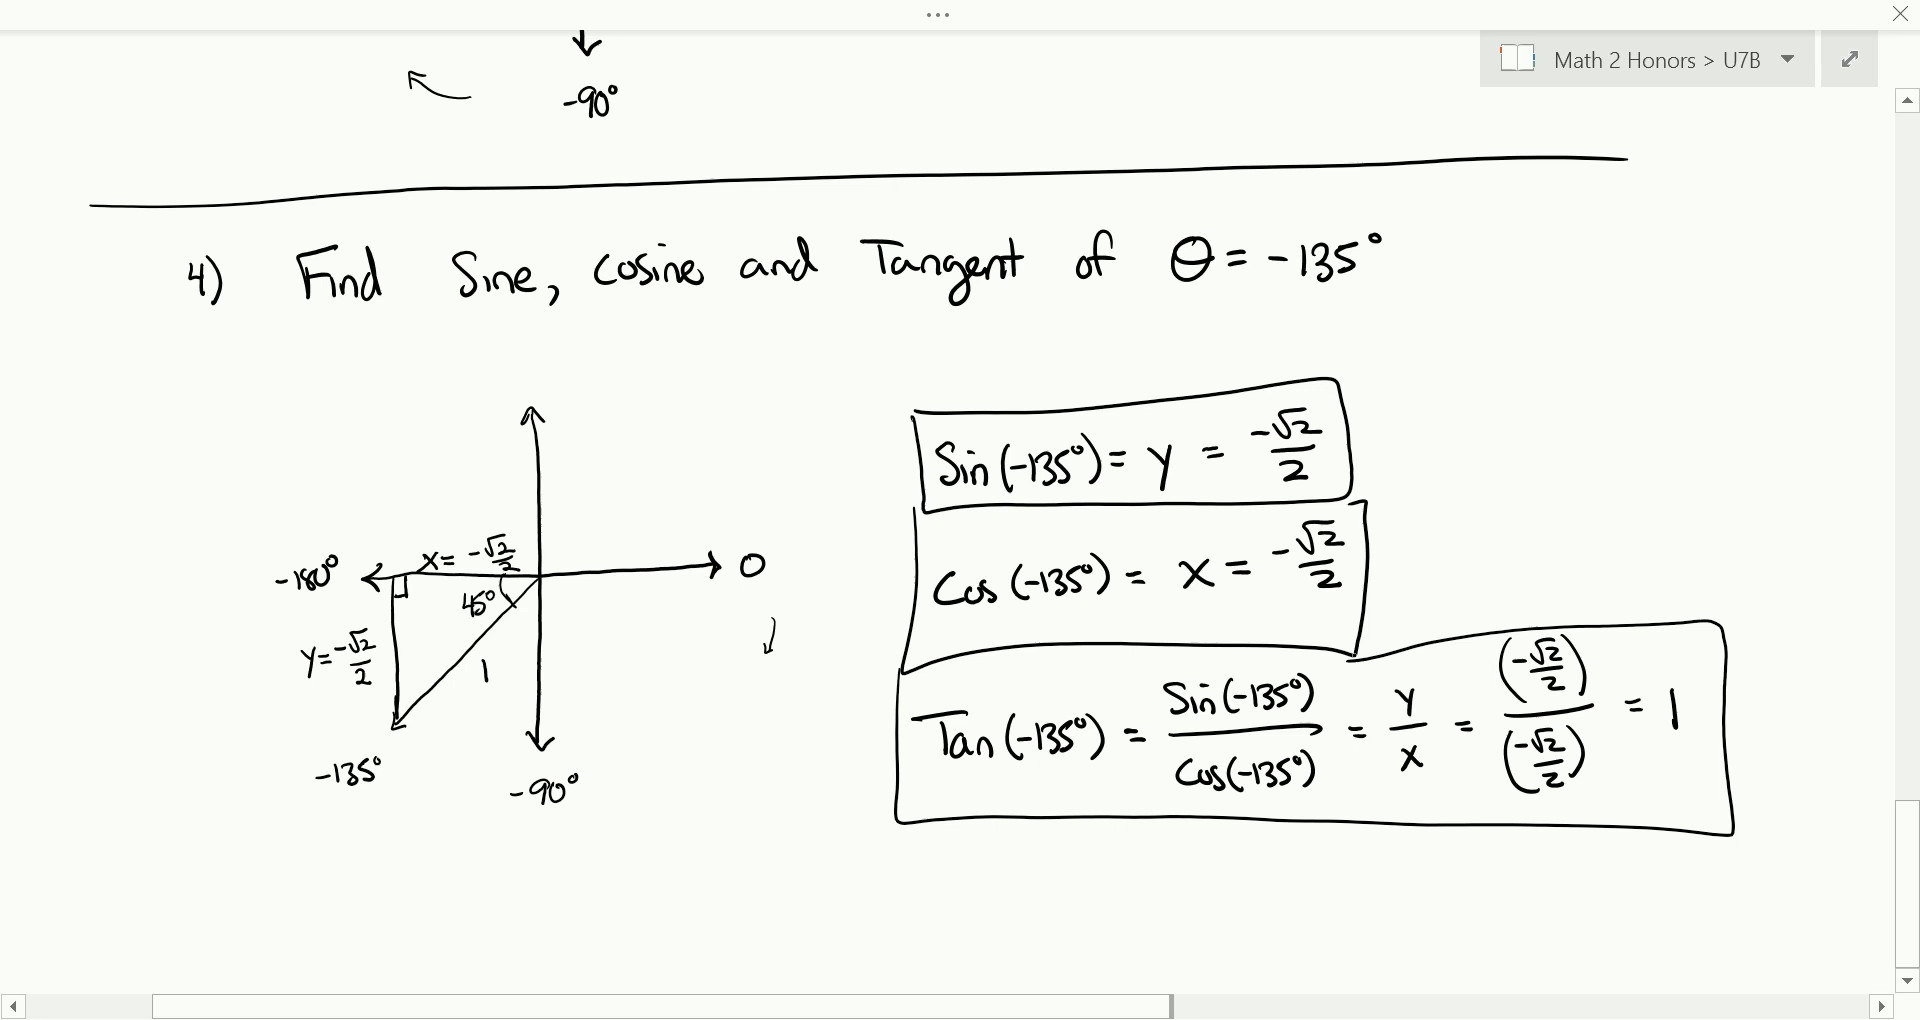 ...
Math 2 Honors > U7B
-90°
4) Find Sine, Cosine and Tangent of θ = -135°
Sin(-135°) = y = -√2/2
-180°
x = -√2/2
0
45°
Cos(-135°) = x = -√2/2
y = -√2/2
1
Tan(-135°) = Sin(-135°)/Cos(-135°) = y/x = (-√2/2)/(-√2/2) = 1
-135°
-90°